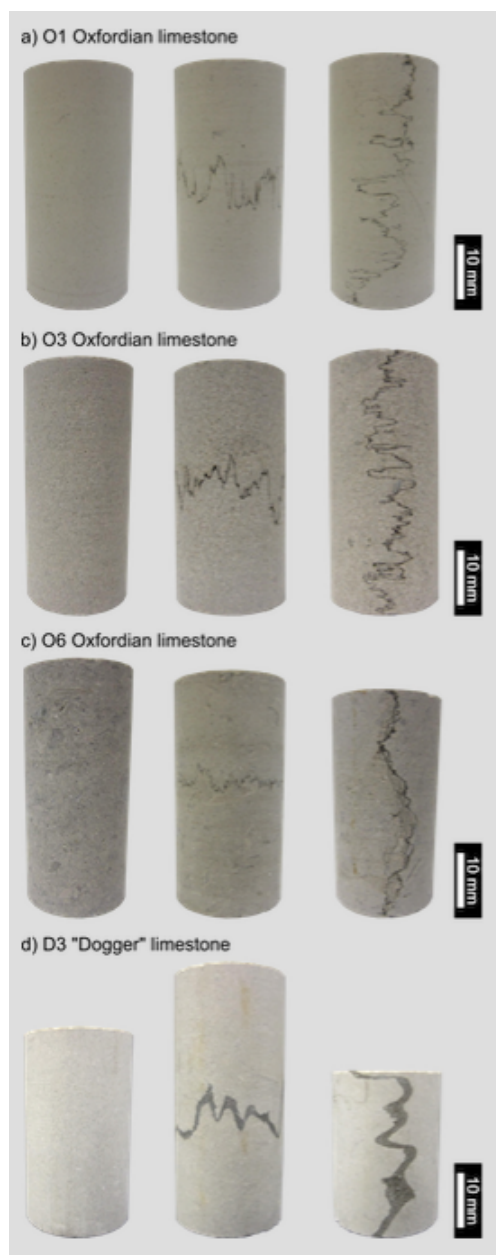 a) O1 Oxfordian limestone
10 mm
b) O3 Oxfordian limestone
10 mm
c) O6 Oxfordian limestone
10 mm
d) D3 "Dogger" limestone
10 mm